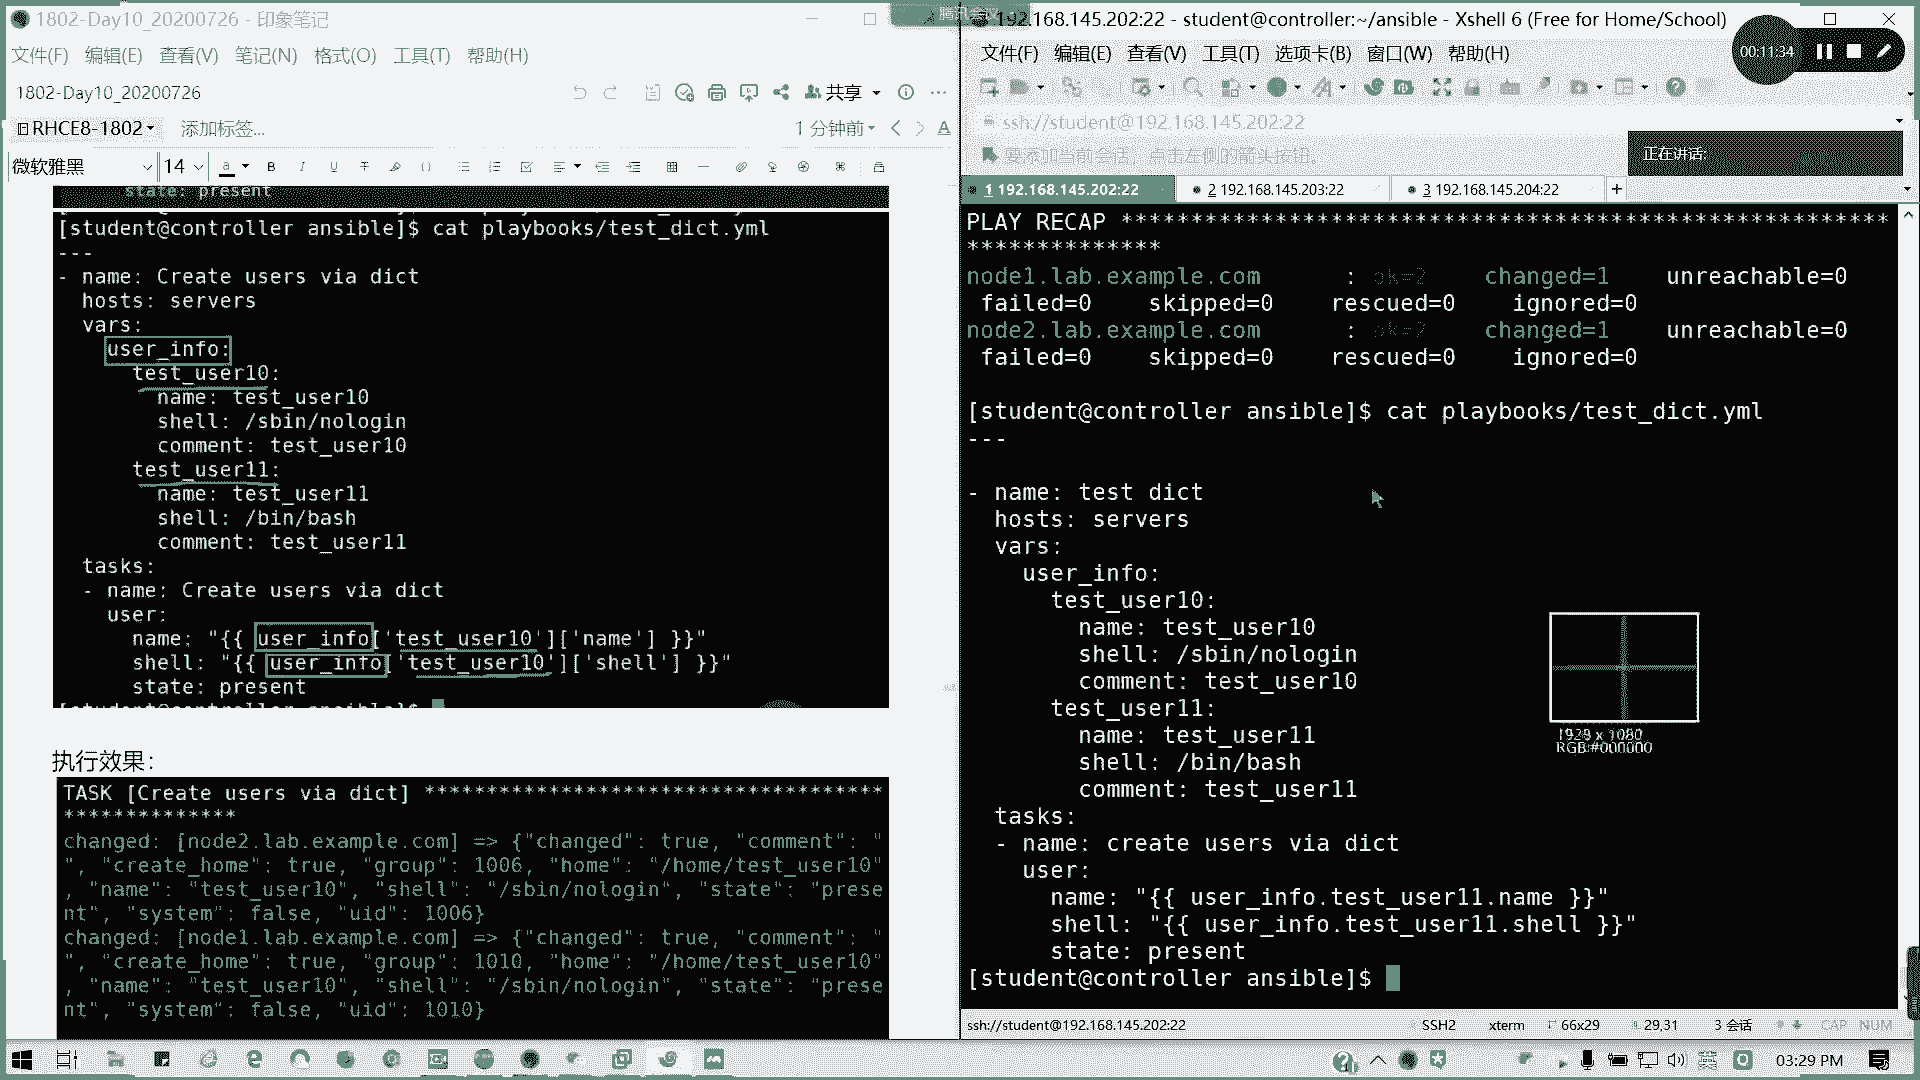 1802-Day10_20200726 - 印象笔记
文件(F) 编辑(E) 查看(V) 笔记(N) 格式(O) 工具(T) 帮助(H)
1802-Day10_20200726
共享
RHCE8-1802
添加标签...
1 分钟前
微软雅黑 14
state: present
[student@controller ansible]$ cat playbooks/test_dict.yml
---
- name: Create users via dict
  hosts: servers
  vars:
    user_info:
      test_user10:
        name: test_user10
        shell: /sbin/nologin
        comment: test_user10
      test_user11:
        name: test_user11
        shell: /bin/bash
        comment: test_user11
  tasks:
  - name: Create users via dict
    user:
      name: "{{ user_info['test_user10']['name'] }}"
      shell: "{{ user_info['test_user10']['shell'] }}"
      state: present
执行效果：
TASK [Create users via dict] *************************************
**************
changed: [node2.lab.example.com] => {"changed": true, "comment": "
", "create_home": true, "group": 1006, "home": "/home/test_user10"
, "name": "test_user10", "shell": "/sbin/nologin", "state": "prese
nt", "system": false, "uid": 1006}
changed: [node1.lab.example.com] => {"changed": true, "comment": "
", "create_home": true, "group": 1010, "home": "/home/test_user10"
, "name": "test_user10", "shell": "/sbin/nologin", "state": "prese
nt", "system": false, "uid": 1010}
腾讯会议
192.168.145.202:22 - student@controller:~/ansible - Xshell 6 (Free for Home/School)
文件(F) 编辑(E) 查看(V) 工具(T) 选项卡(B) 窗口(W) 帮助(H)
00:11:34
ssh://student@192.168.145.202:22
要添加当前会话，点击左侧的箭头按钮。
正在讲话:
1 192.168.145.202:22 2 192.168.145.203:22 3 192.168.145.204:22
PLAY RECAP *******************************************************
**************
node1.lab.example.com : ok=2 changed=1 unreachable=0
failed=0 skipped=0 rescued=0 ignored=0
node2.lab.example.com : ok=2 changed=1 unreachable=0
failed=0 skipped=0 rescued=0 ignored=0
[student@controller ansible]$ cat playbooks/test_dict.yml
---
- name: test dict
  hosts: servers
  vars:
    user_info:
      test_user10:
        name: test_user10
        shell: /sbin/nologin
        comment: test_user10
      test_user11:
        name: test_user11
        shell: /bin/bash
        comment: test_user11
  tasks:
  - name: create users via dict
    user:
      name: "{{ user_info.test_user11.name }}"
      shell: "{{ user_info.test_user11.shell }}"
      state: present
[student@controller ansible]$
RGB:#000000
ssh://student@192.168.145.202:22 SSH2 xterm 66x29 29,31 3 会话 CAP NUM
英 03:29 PM